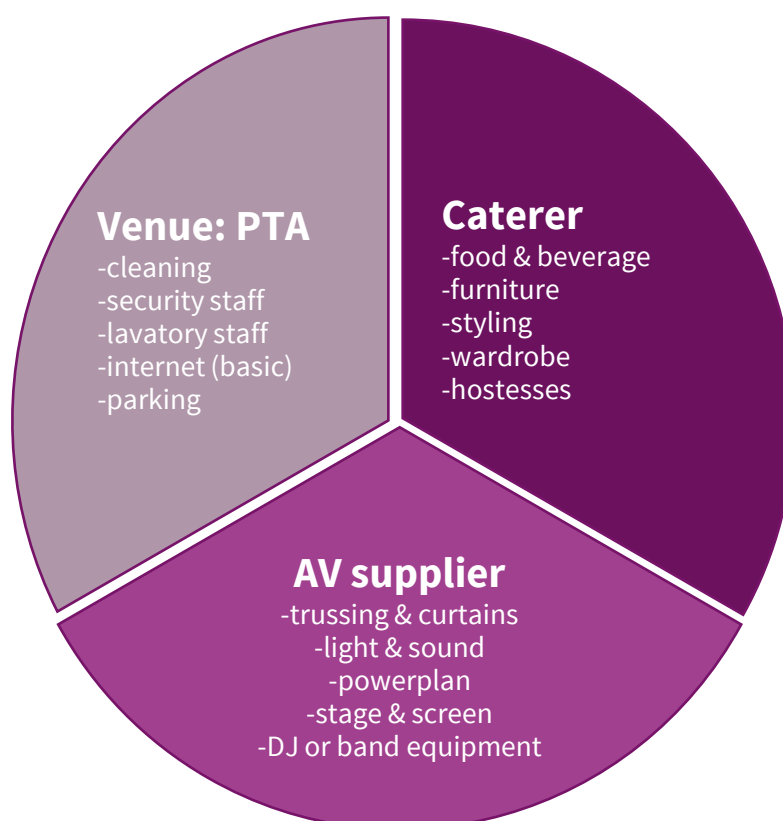 Venue: PTA
-cleaning
-security staff
-lavatory staff
-internet (basic)
-parking
Caterer
-food & beverage
-furniture
-styling
-wardrobe
-hostesses
AV supplier
-trussing & curtains
-light & sound
-powerplan
-stage & screen
-DJ or band equipment